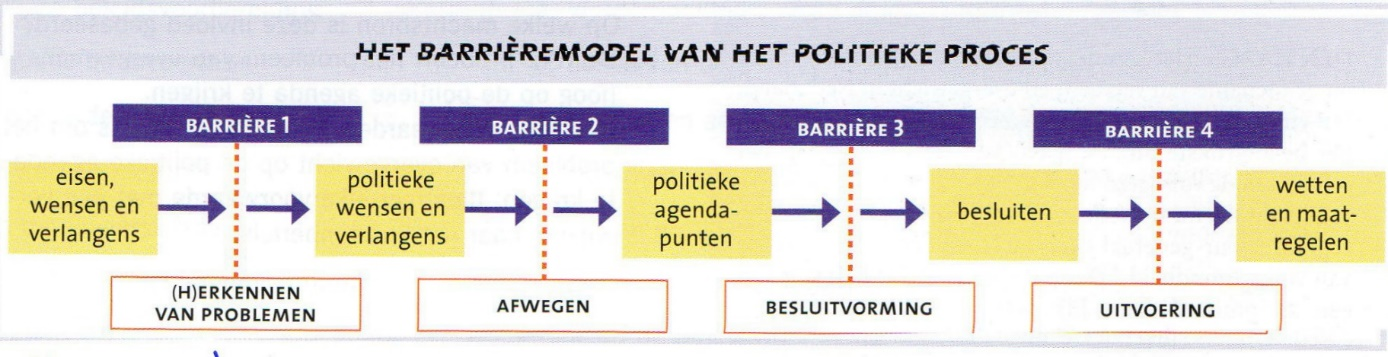 HET BARRIÈREMODEL VAN HET POLITIEKE PROCES
BARRIÈRE 1
BARRIÈRE 2
BARRIÈRE 3
BARRIÈRE 4
eisen,
wensen en
verlangens
politieke
wensen en
verlangens
politieke
agenda-
punten
besluiten
wetten
en maat-
regelen
(H)ERKENNEN
VAN PROBLEMEN
AFWEGEN
BESLUITVORMING
UITVOERING